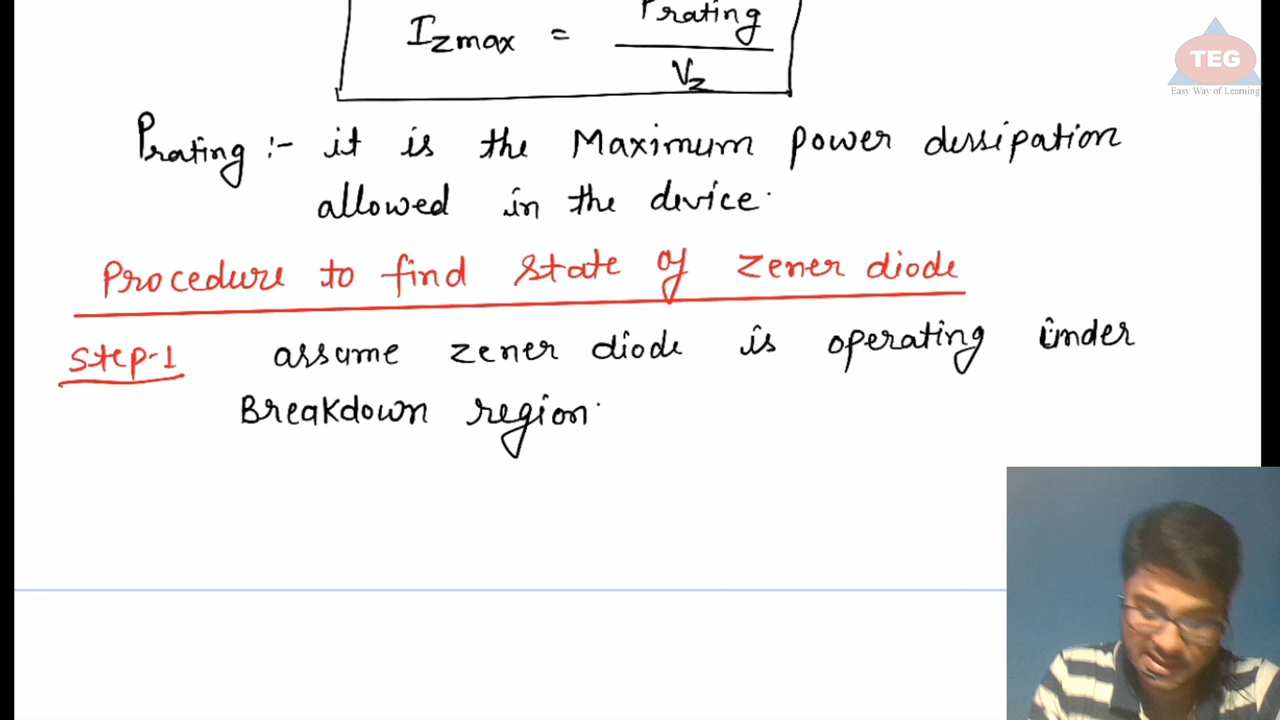 Izmax = Prating / Vz
TEG
Easy Way of Learning
Prating :- it is the Maximum power dessipation
allowed in the device.
Procedure to find state of zener diode
Step-1 assume zener diode is operating under
Breakdown region.